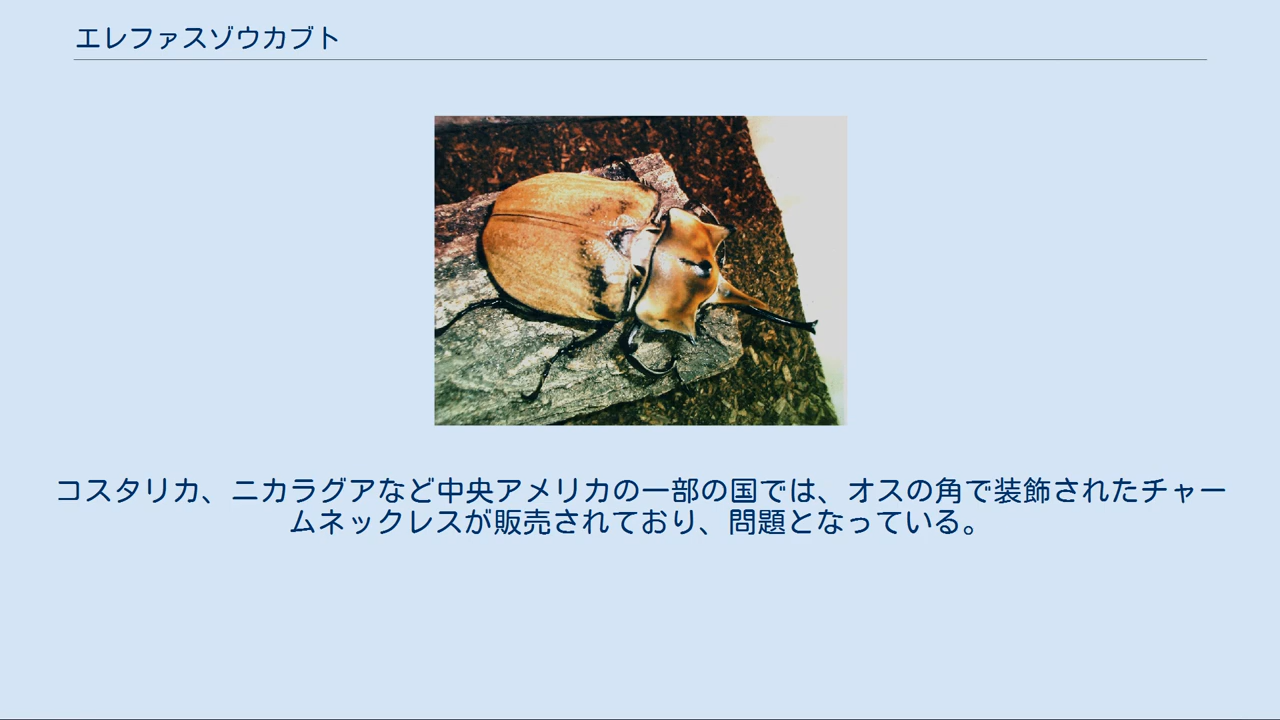 エレファスゾウカブト
コスタリカ、ニカラグアなど中央アメリカの一部の国では、オスの角で装飾されたチャー
ムネックレスが販売されており、問題となっている。